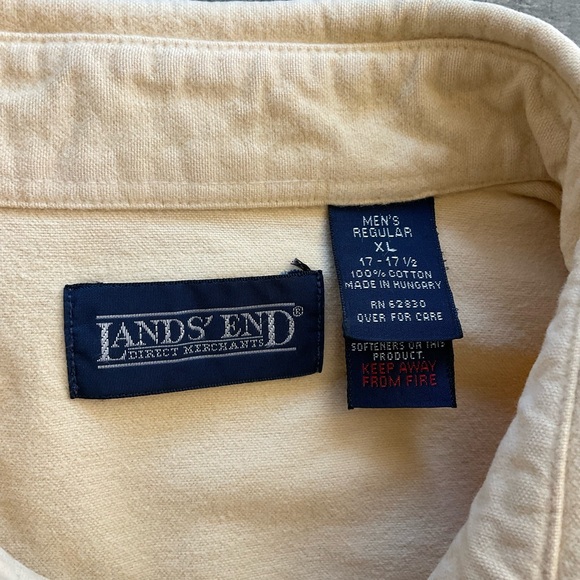 LANDS' END®
DIRECT MERCHANTS
MEN'S
REGULAR
XL
17-17 1/2
100% COTTON
MADE IN HUNGARY
RN 62830
OVER FOR CARE
SOFTENERS ON THIS
PRODUCT.
KEEP AWAY
FROM FIRE